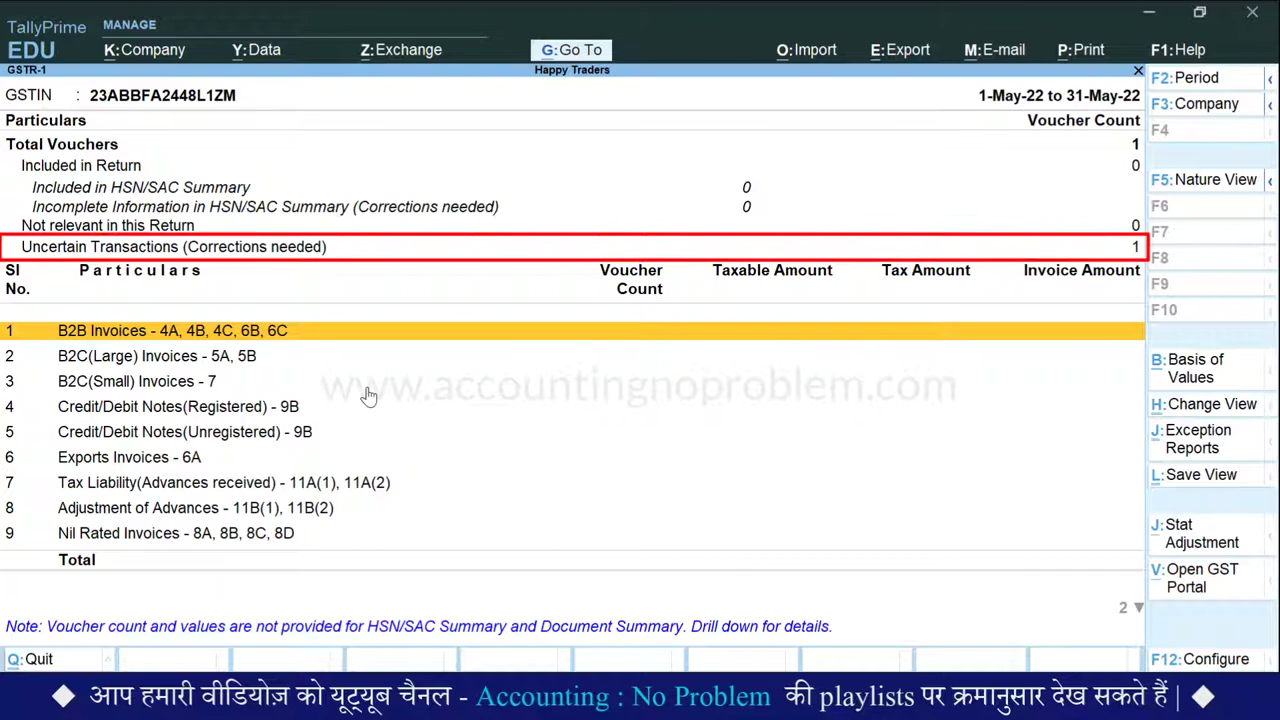 TallyPrime MANAGE
EDU K:Company Y:Data Z:Exchange G:Go To O:Import E:Export M:E-mail P:Print F1:Help
GSTR-1 Happy Traders
GSTIN : 23ABBFA2448L1ZM 1-May-22 to 31-May-22
Particulars Voucher Count
Total Vouchers 1
Included in Return 0
Included in HSN/SAC Summary 0
Incomplete Information in HSN/SAC Summary (Corrections needed) 0
Not relevant in this Return 0
Uncertain Transactions (Corrections needed) 1
Sl Particulars Voucher Taxable Amount Tax Amount Invoice Amount
No. Count
1 B2B Invoices - 4A, 4B, 4C, 6B, 6C
2 B2C(Large) Invoices - 5A, 5B
3 B2C(Small) Invoices - 7
www.accountingnoproblem.com
4 Credit/Debit Notes(Registered) - 9B
5 Credit/Debit Notes(Unregistered) - 9B
6 Exports Invoices - 6A
7 Tax Liability(Advances received) - 11A(1), 11A(2)
8 Adjustment of Advances - 11B(1), 11B(2)
9 Nil Rated Invoices - 8A, 8B, 8C, 8D
Total
2 ▼
Note: Voucher count and values are not provided for HSN/SAC Summary and Document Summary. Drill down for details.
Q:Quit
F2:Period
F3:Company
F4
F5:Nature View
F6
F7
F8
F9
F10
B:Basis of
Values
H:Change View
J:Exception
Reports
L:Save View
J:Stat
Adjustment
V:Open GST
Portal
F12:Configure
◆ आप हमारी वीडियोज़ को यूट्यूब चैनल - Accounting : No Problem की playlists पर क्रमानुसार देख सकते हैं | ◆